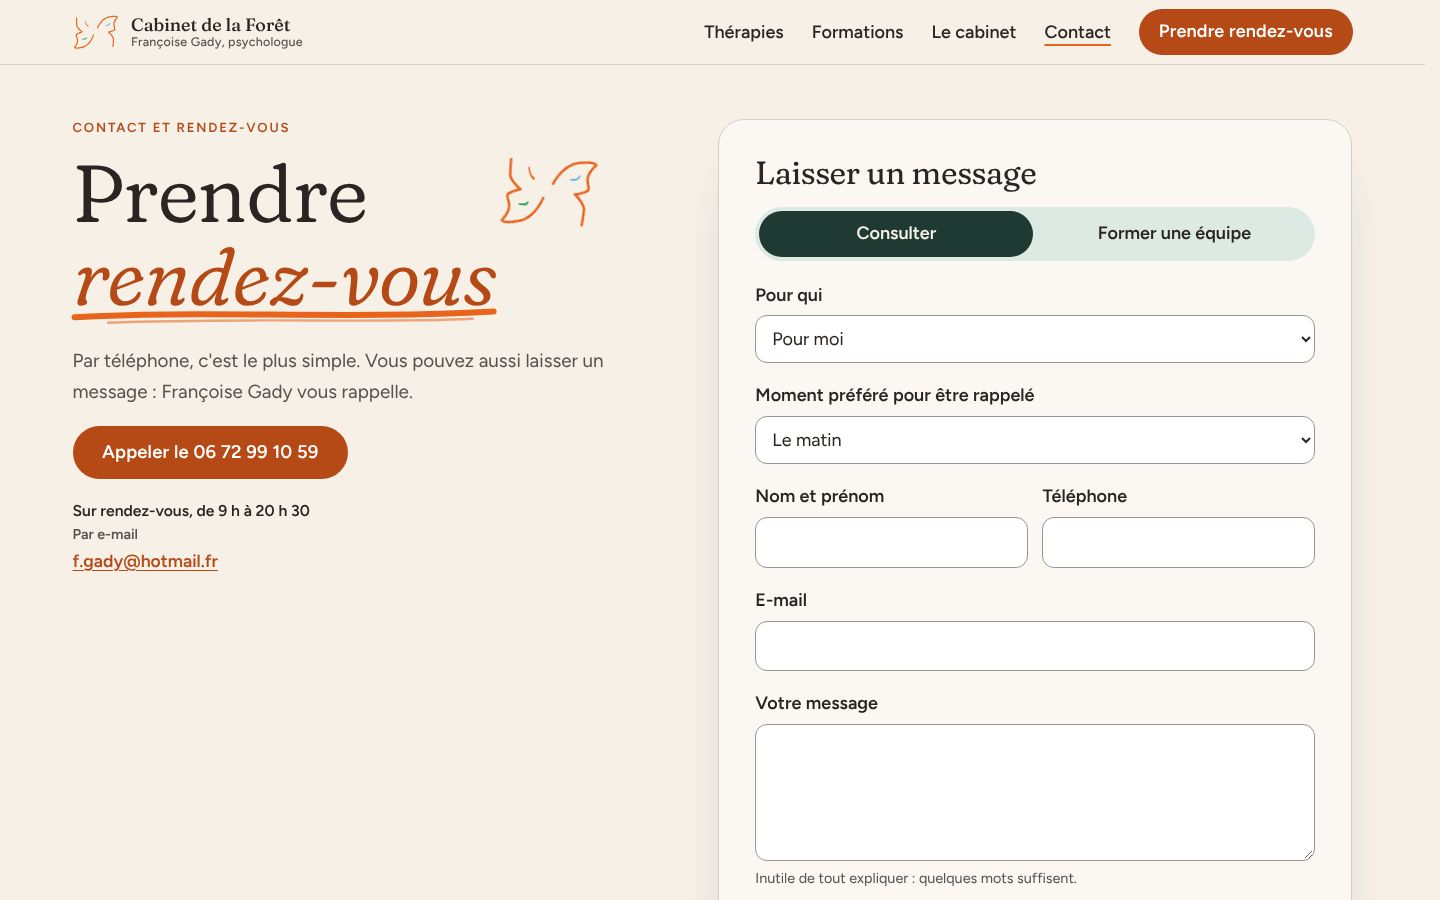 Cabinet de la Forêt
Françoise Gady, psychologue
Thérapies
Formations
Le cabinet
Contact
Prendre rendez-vous
CONTACT ET RENDEZ-VOUS
Prendre
rendez-vous
Par téléphone, c'est le plus simple. Vous pouvez aussi laisser un
message : Françoise Gady vous rappelle.
Appeler le 06 72 99 10 59
Sur rendez-vous, de 9 h à 20 h 30
Par e-mail
f.gady@hotmail.fr
Laisser un message
Consulter
Former une équipe
Pour qui
Pour moi
Moment préféré pour être rappelé
Le matin
Nom et prénom
Téléphone
E-mail
Votre message
Inutile de tout expliquer : quelques mots suffisent.